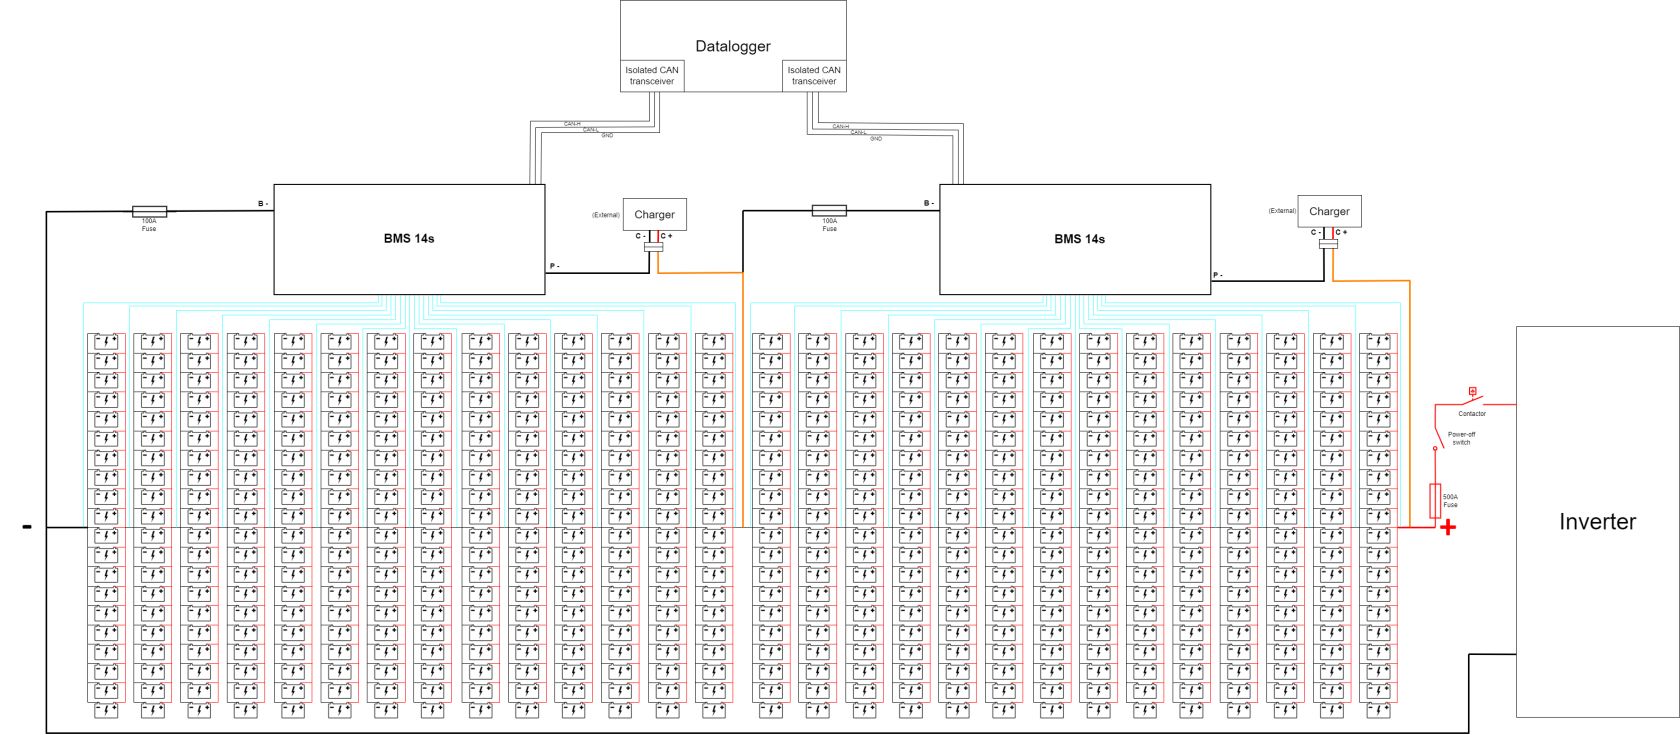 Datalogger
Isolated CAN
transceiver
Isolated CAN
transceiver
CAN-H
CAN-L
GND
CAN-H
CAN-L
GND
B -
100A
Fuse
BMS 14s
P -
(External)
Charger
C -
C +
100A
Fuse
B -
BMS 14s
P -
(External)
Charger
C -
C +
Contactor
Power-off
switch
500A
Fuse
-
+
Inverter